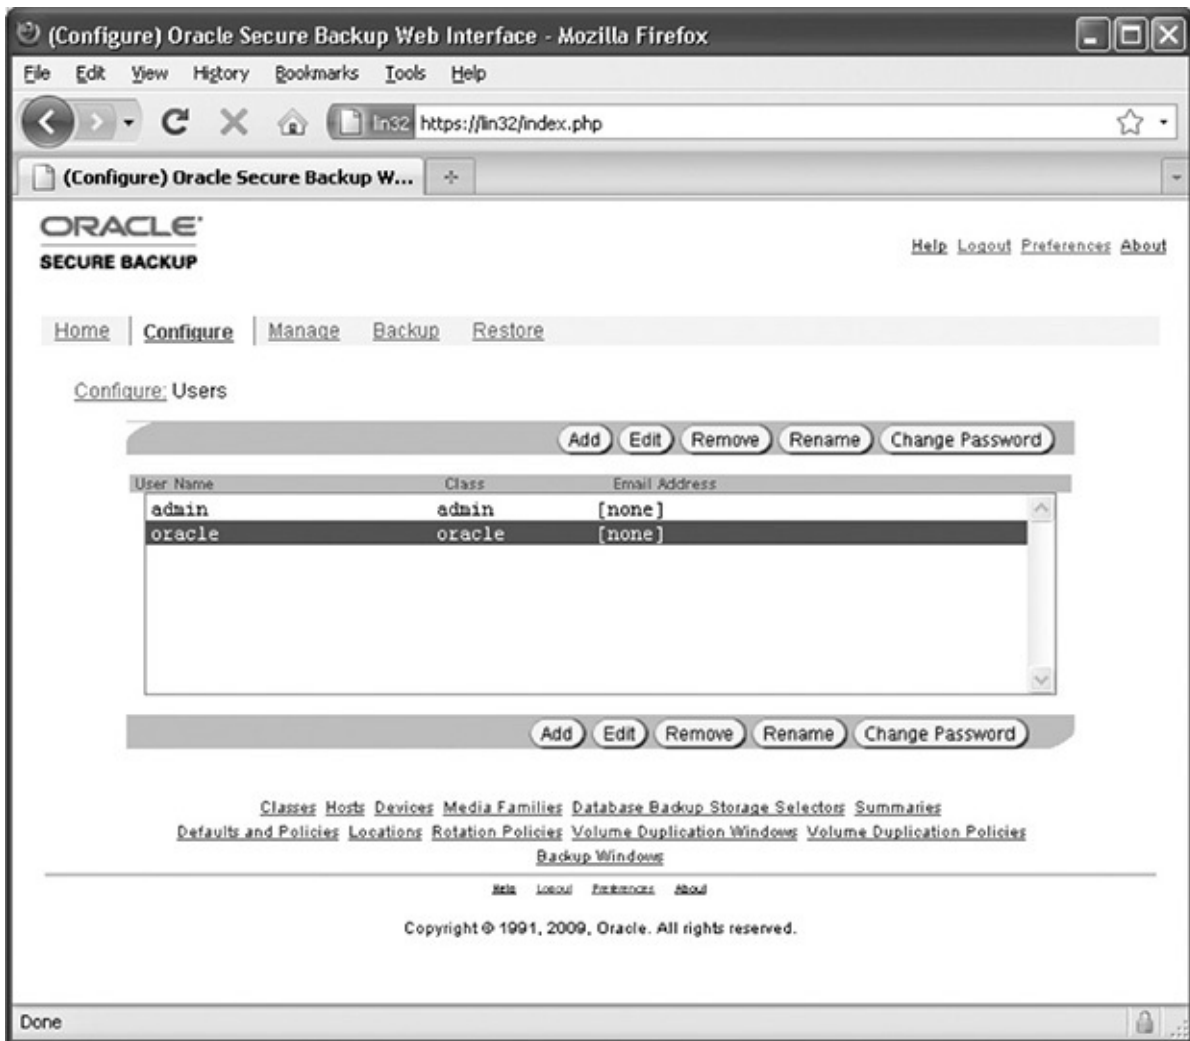 (Configure) Oracle Secure Backup Web Interface - Mozilla Firefox
File Edit View History Bookmarks Tools Help
lin32 https://lin32/index.php
(Configure) Oracle Secure Backup W...
ORACLE
SECURE BACKUP
Help Logout Preferences About
Home Configure Manage Backup Restore
Configure: Users
Add Edit Remove Rename Change Password
User Name Class Email Address
admin admin [none]
oracle oracle [none]
Add Edit Remove Rename Change Password
Classes Hosts Devices Media Families Database Backup Storage Selectors Summaries
Defaults and Policies Locations Rotation Policies Volume Duplication Windows Volume Duplication Policies
Backup Windows
Help Logout Preferences About
Copyright © 1991, 2009, Oracle. All rights reserved.
Done